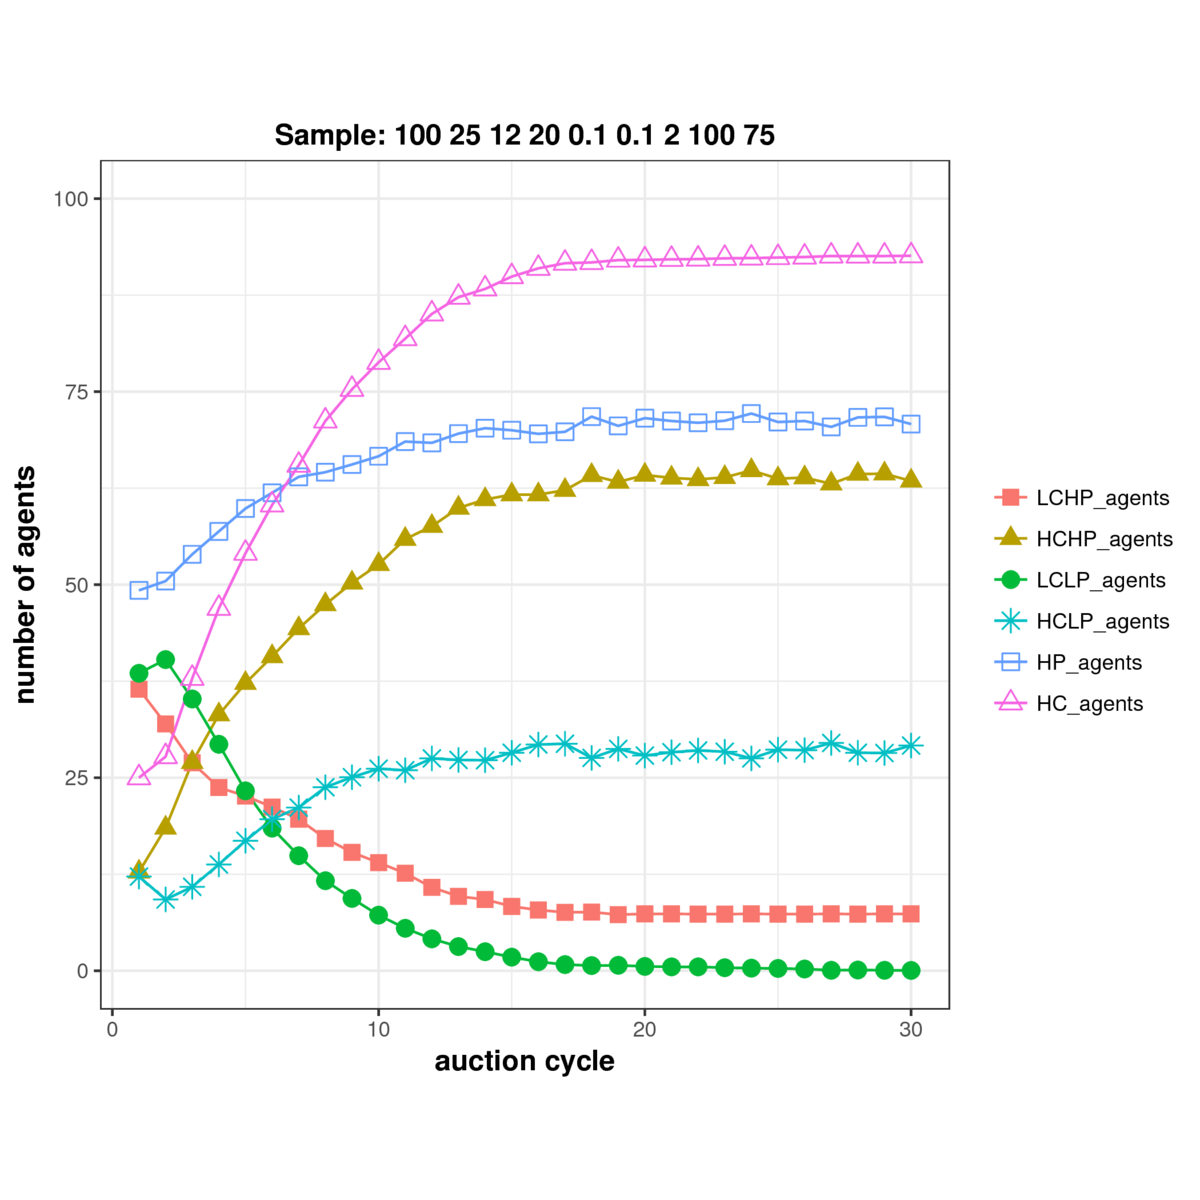 Sample: 100 25 12 20 0.1 0.1 2 100 75
number of agents
100
75
50
25
0
0 10 20 30
auction cycle
LCHP_agents
HCHP_agents
LCLP_agents
HCLP_agents
HP_agents
HC_agents